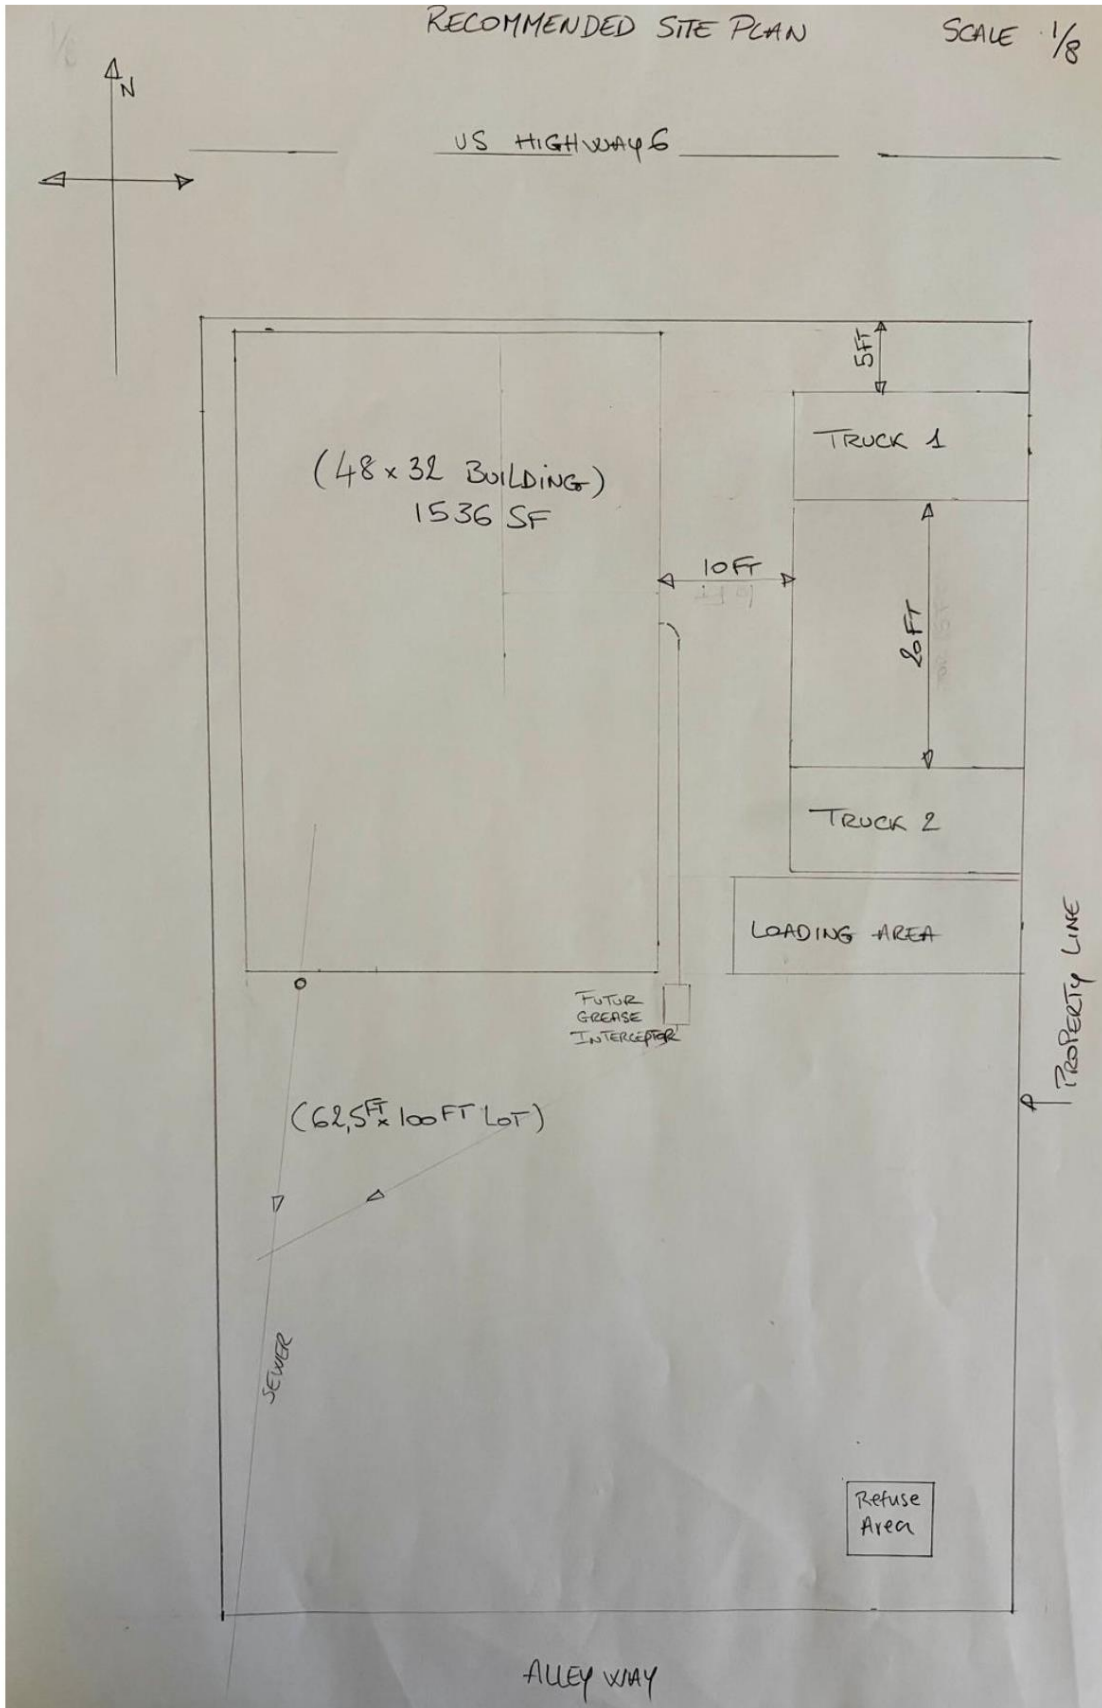 RECOMMENDED SITE PLAN
SCALE 1/8
N
US HIGHWAY 6
5FT
TRUCK 1
(48 x 32 BUILDING)
1536 SF
10FT
20FT
TRUCK 2
LOADING AREA
PROPERTY LINE
FUTUR
GREASE
INTERCEPTOR
(62,5FT x 100FT LOT)
SEWER
Refuse
Area
ALLEY WAY